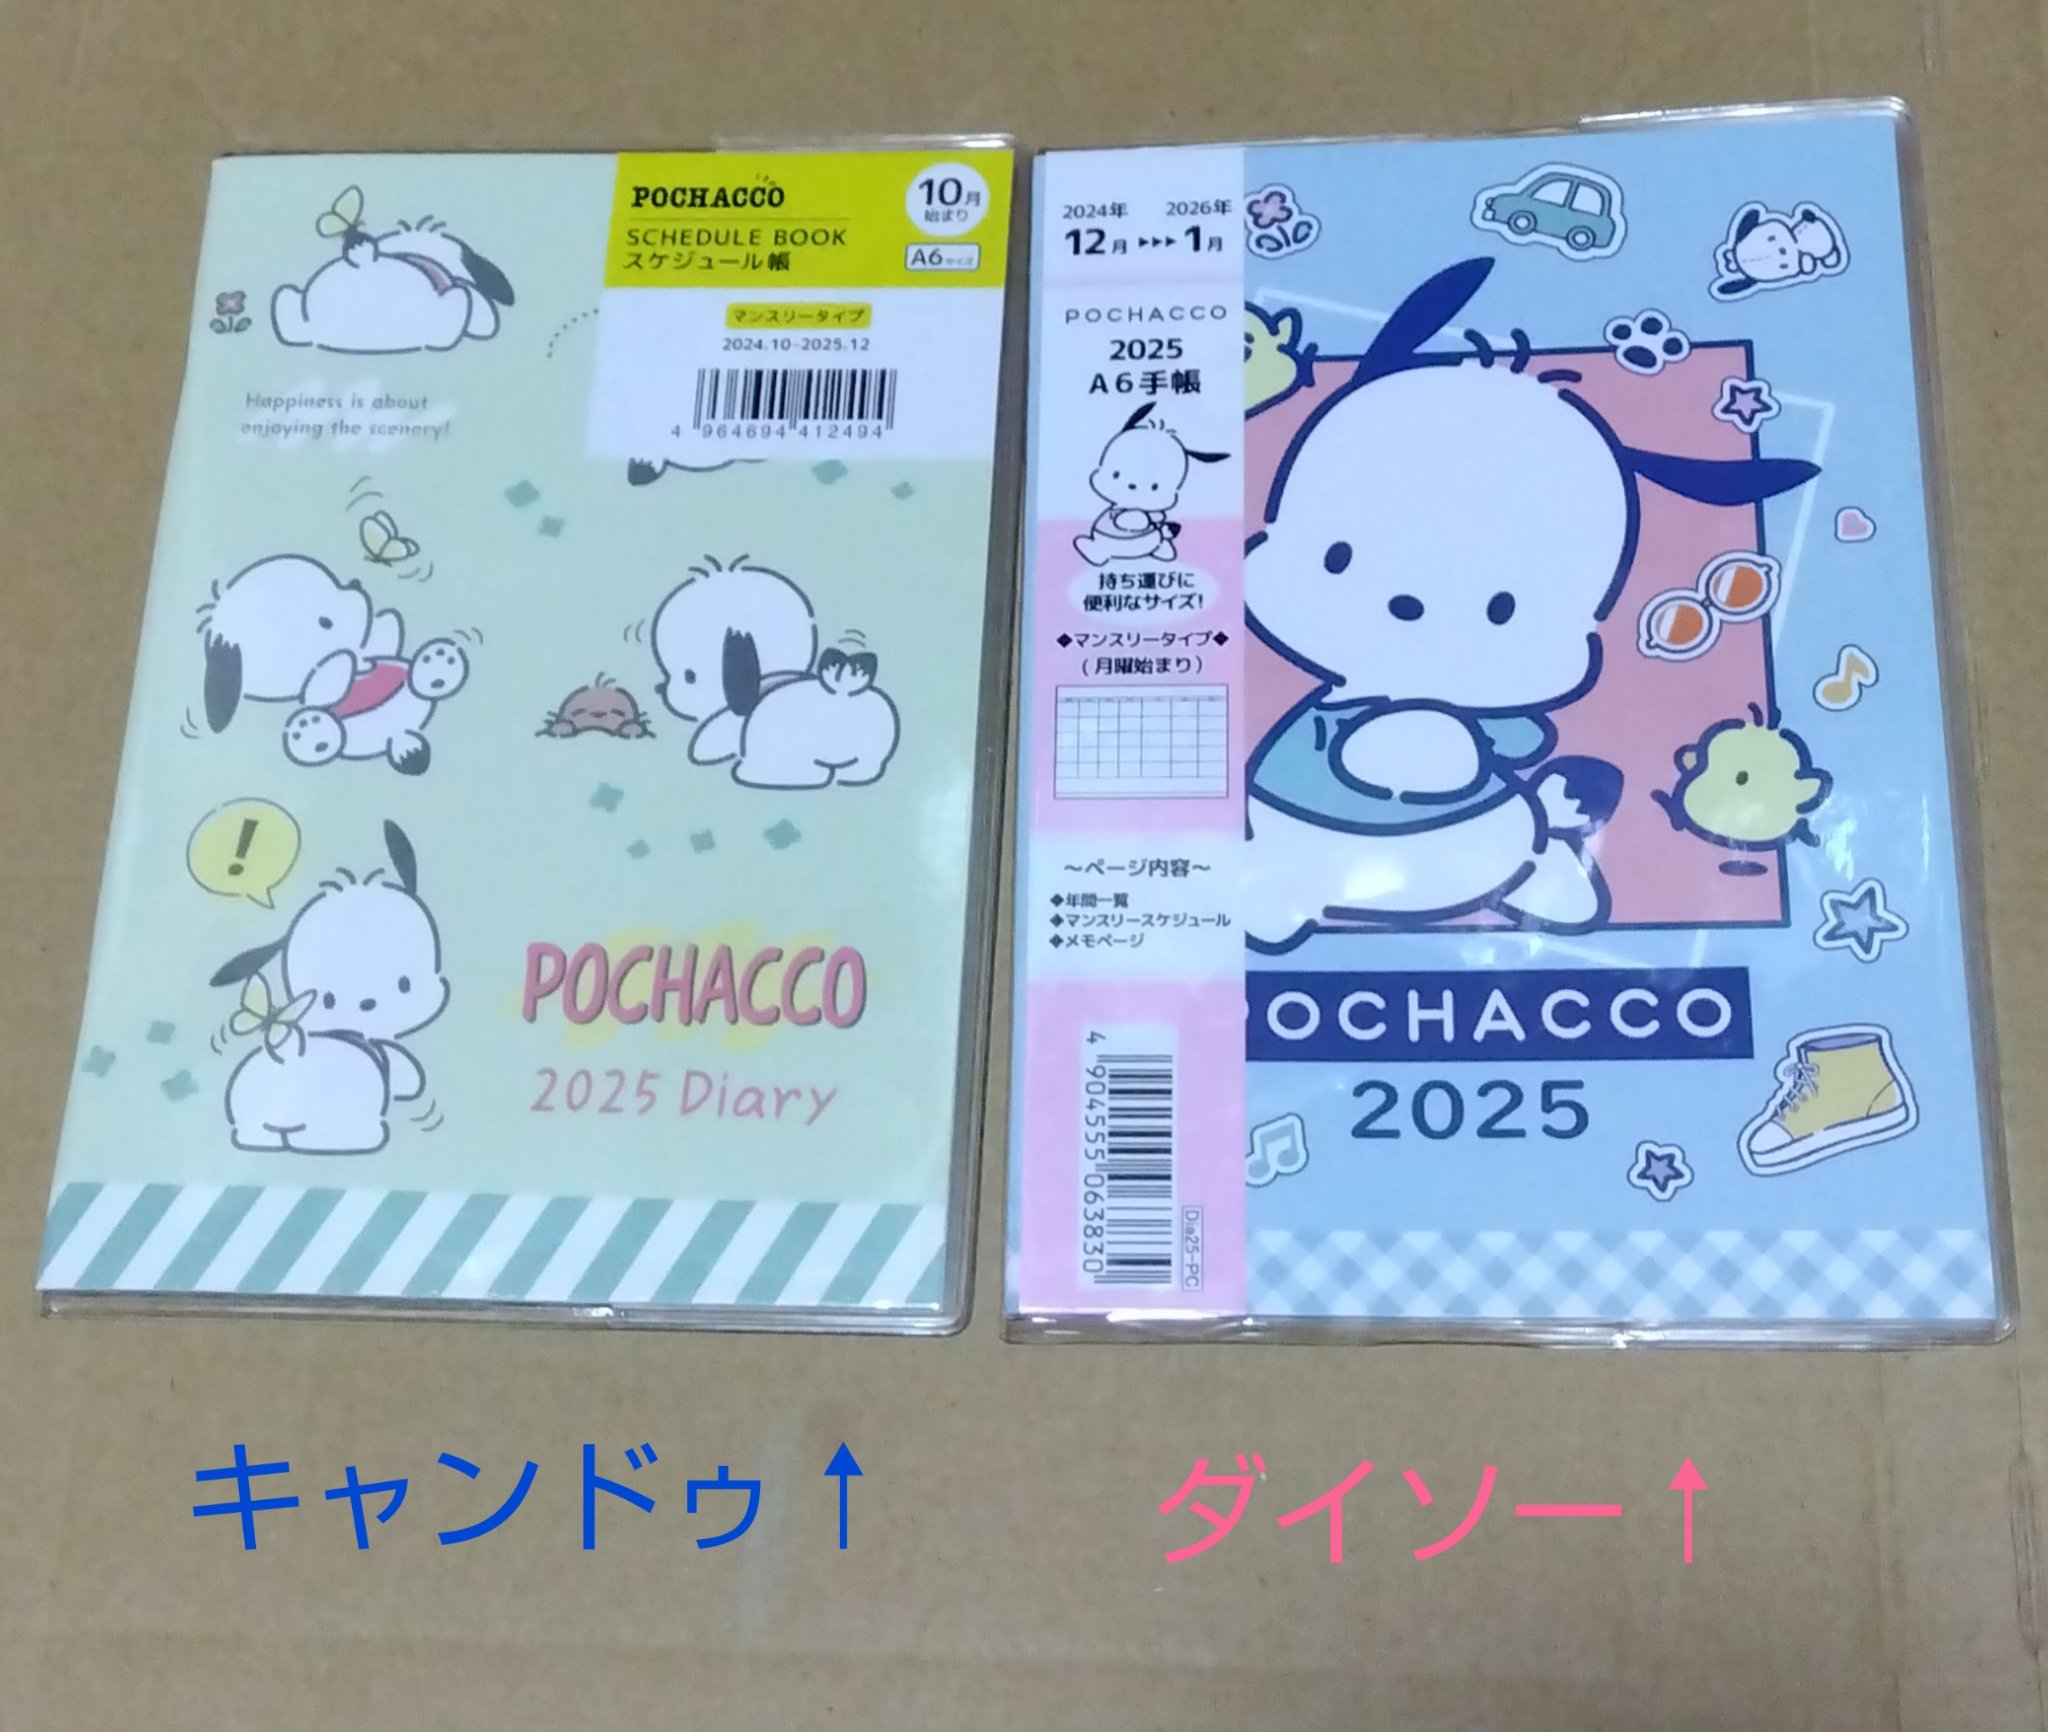 POCHACCO
SCHEDULE BOOK
スケジュール帳
10月
始まり
A6サイズ
マンスリータイプ
2024.10-2025.12
4 964694 412494
Happiness is about
enjoying the scenery!
!
POCHACCO
2025 Diary
2024年 2026年
12月 ▶▶▶ 1月
POCHACCO
2025
A6手帳
持ち運びに
便利なサイズ!
◆マンスリータイプ◆
(月曜始まり)
～ページ内容～
◆年間一覧
◆マンスリースケジュール
◆メモページ
4 904555 063830
Dia25-PC
POCHACCO
2025
キャンドゥ↑
ダイソー↑